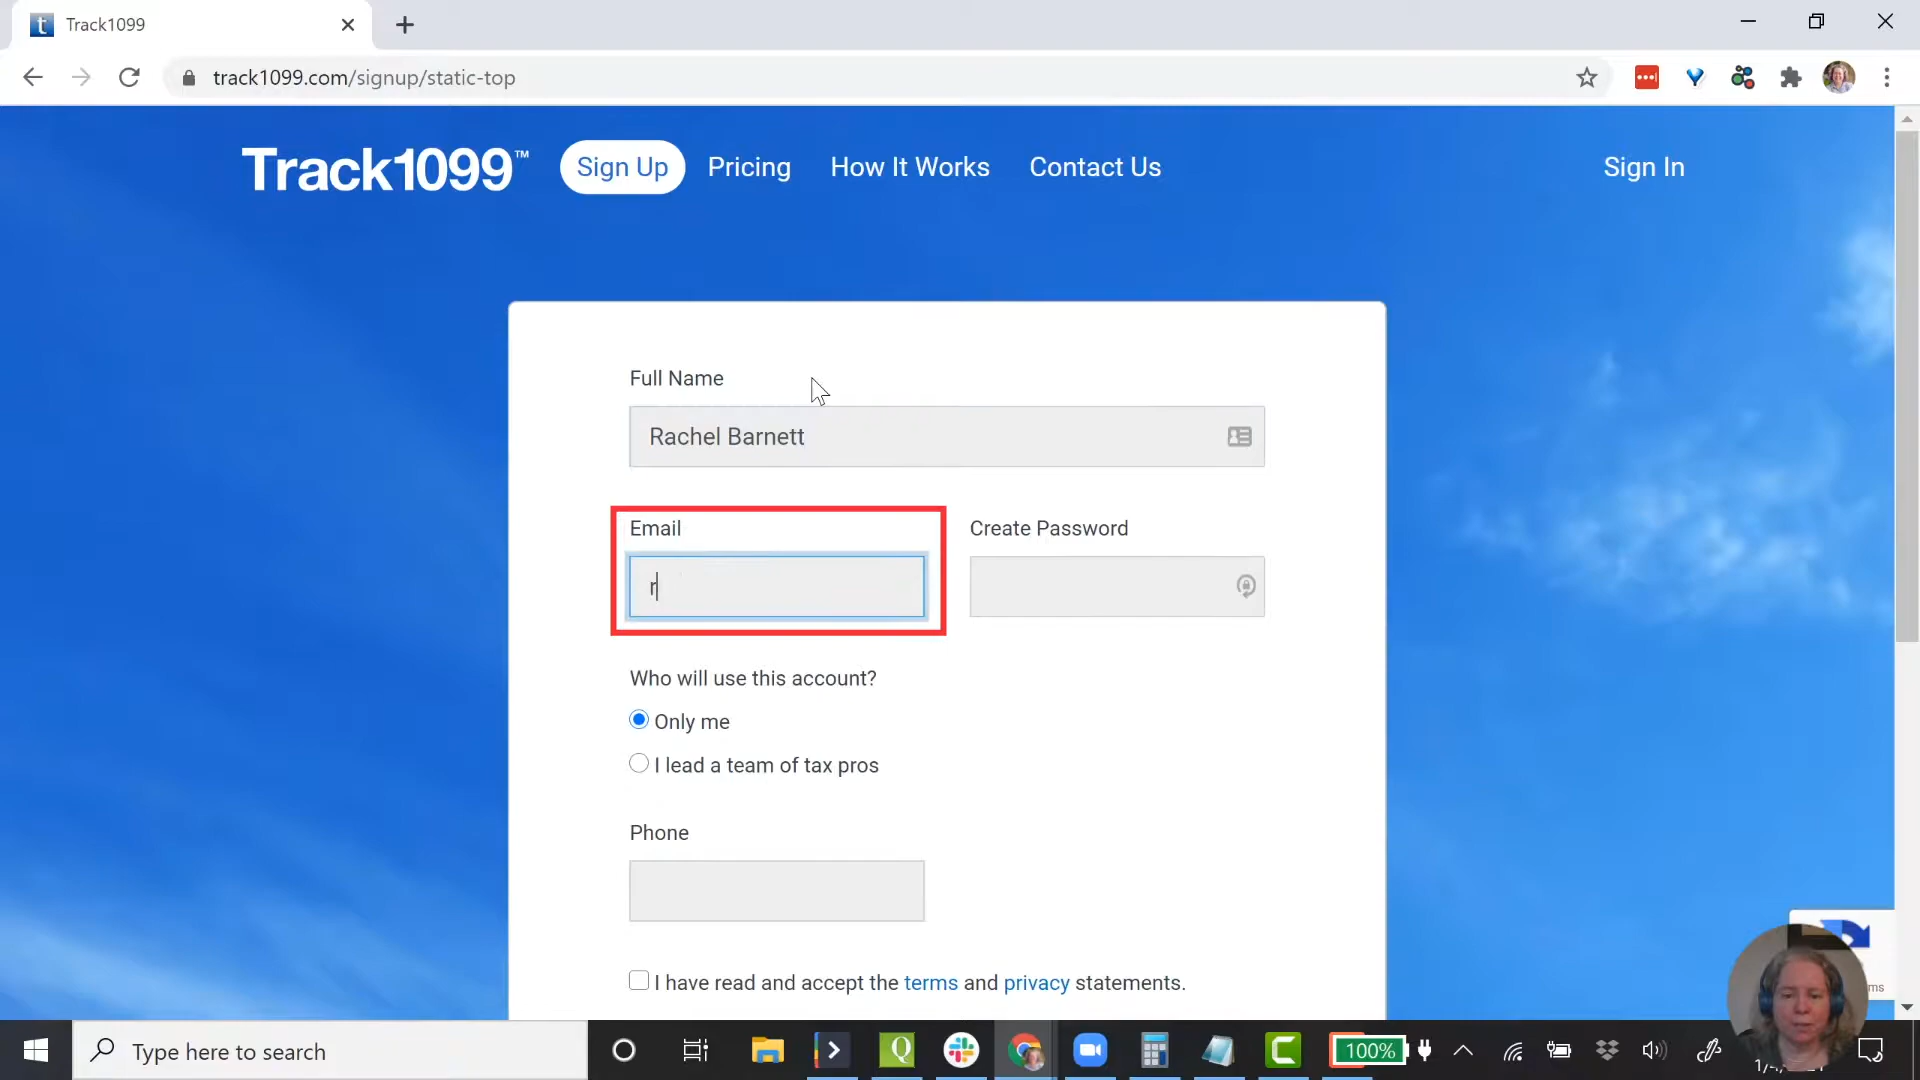 Track1099
track1099.com/signup/static-top
Track1099™ Sign Up Pricing How It Works Contact Us Sign In
Full Name
Rachel Barnett
Email Create Password
r
Who will use this account?
Only me
I lead a team of tax pros
Phone
I have read and accept the terms and privacy statements.
ms
Type here to search
100%